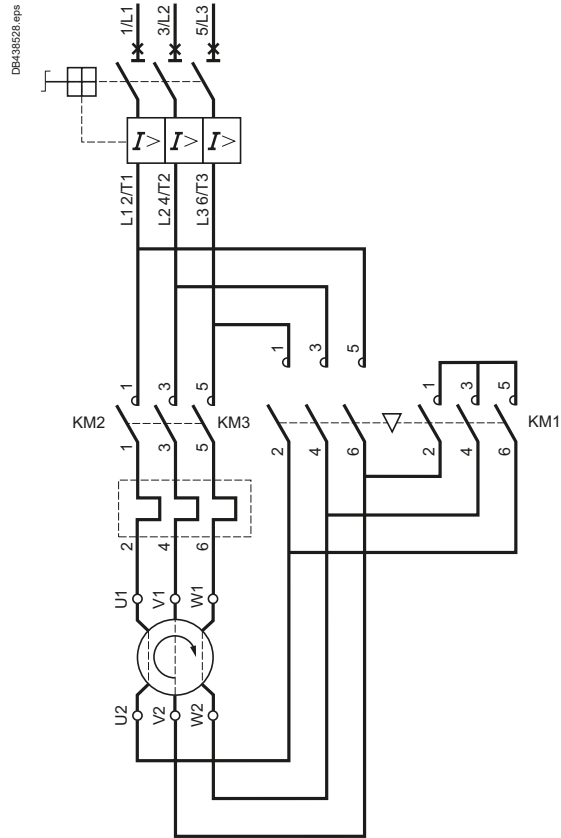 DB438528.eps
1/L1 3/L2 5/L3
I> I> I>
L1 2/T1 L2 4/T2 L3 6/T3
1 3 5
1 3 5
1 3 5
KM2 KM3 KM1
1 3 5
2 4 6
2 4 6
2 4 6
U1 V1 W1
U2 V2 W2